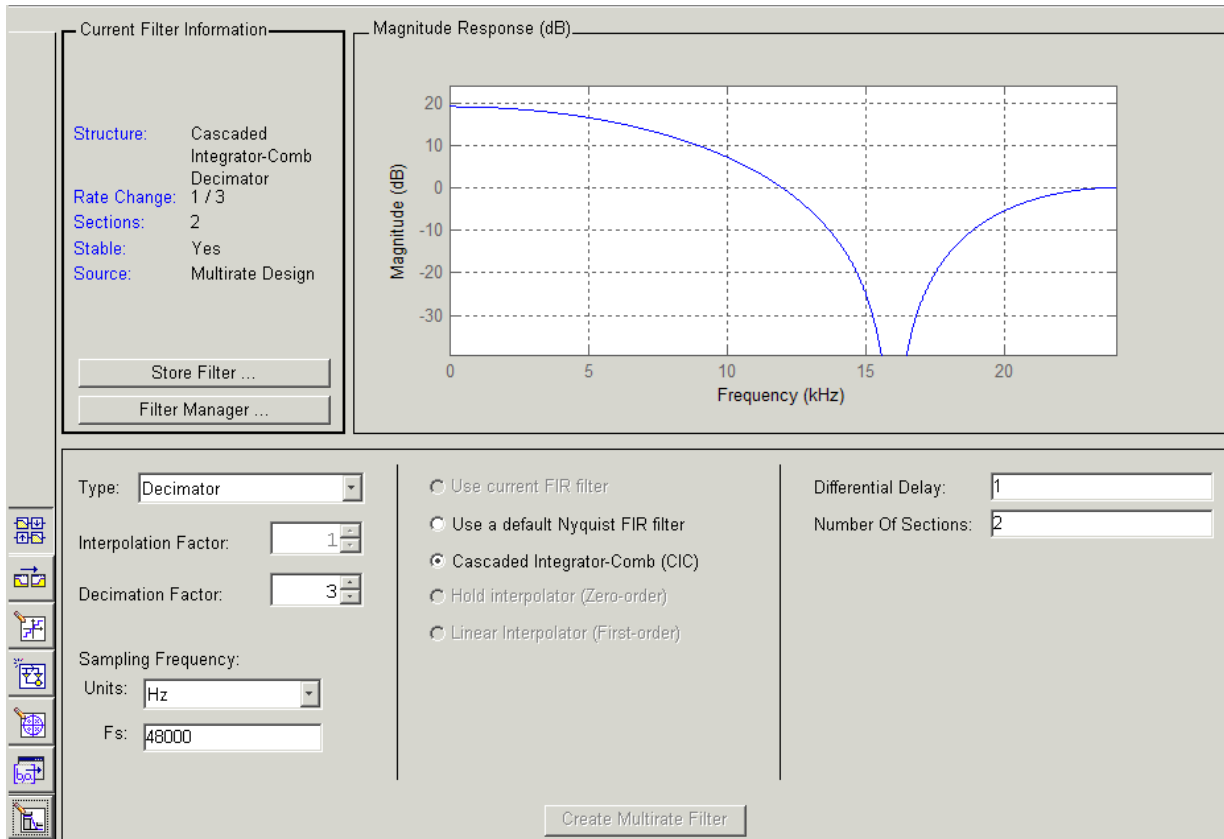 Current Filter Information
Structure: Cascaded
Integrator-Comb
Decimator
Rate Change: 1 / 3
Sections: 2
Stable: Yes
Source: Multirate Design
Store Filter ...
Filter Manager ...
Magnitude Response (dB)
20
10
0
-10
-20
-30
Magnitude (dB)
0 5 10 15 20
Frequency (kHz)
Type: Decimator
Interpolation Factor: 1
Decimation Factor: 3
Sampling Frequency:
Units: Hz
Fs: 48000
Use current FIR filter
Use a default Nyquist FIR filter
Cascaded Integrator-Comb (CIC)
Hold interpolator (Zero-order)
Linear Interpolator (First-order)
Differential Delay: 1
Number Of Sections: 2
Create Multirate Filter
[b,a]